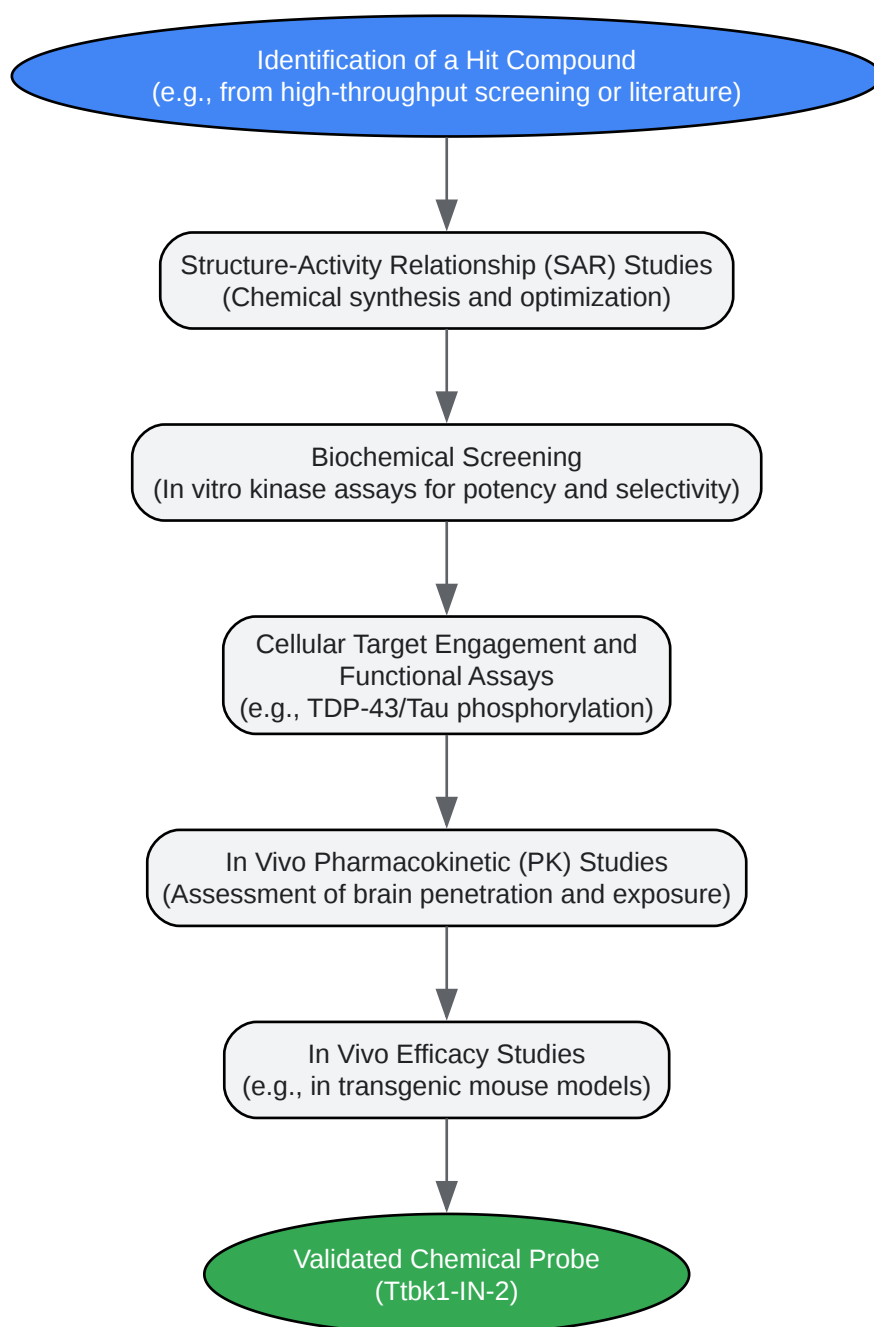 Identification of a Hit Compound
(e.g., from high-throughput screening or literature)
Structure-Activity Relationship (SAR) Studies
(Chemical synthesis and optimization)
Biochemical Screening
(In vitro kinase assays for potency and selectivity)
Cellular Target Engagement and
Functional Assays
(e.g., TDP-43/Tau phosphorylation)
In Vivo Pharmacokinetic (PK) Studies
(Assessment of brain penetration and exposure)
In Vivo Efficacy Studies
(e.g., in transgenic mouse models)
Validated Chemical Probe
(Ttbk1-IN-2)